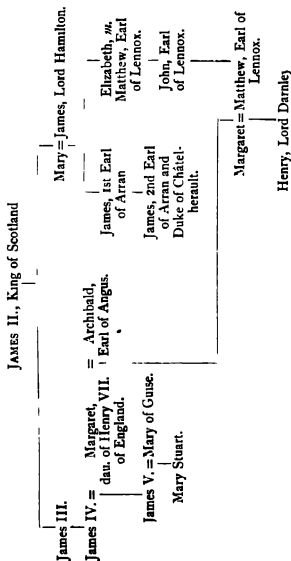 JAMES II., King of Scotland
James III.
Mary = James, Lord Hamilton.
James IV. = Margaret, = Archibald,
dau. of Henry VII. Earl of Angus.
of England.
James, 1st Earl
of Arran
Elizabeth, m.
Matthew, Earl
of Lennox.
James V. = Mary of Guise.
James, 2nd Earl
of Arran and
Duke of Châtel-
herault.
John, Earl
of Lennox.
Mary Stuart.
Margaret = Matthew, Earl of
Lennox.
Henry, Lord Darnley